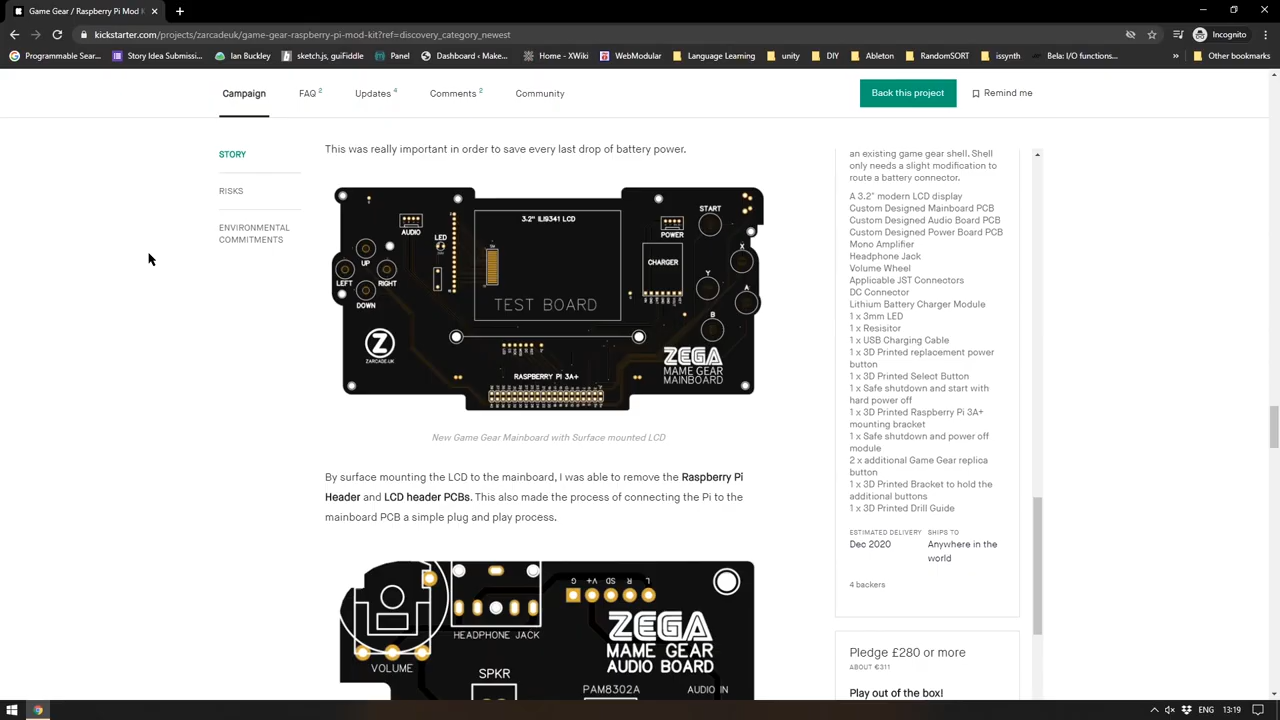 Game Gear / Raspberry Pi Mod
kickstarter.com/projects/zarcadeuk/game-gear-raspberry-pi-mod-kit?ref=discovery_category_newest
Incognito
Programmable Sear...
Story Idea Submissio...
Ian Buckley
sketch.js, guiFiddle
Panel
Dashboard ‹ Make...
Home - XWiki
WebModular
Language Learning
unity
DIY
Ableton
RandomSORT
issynth
Bela: I/O functions...
Other bookmarks
Campaign
FAQ 2
Updates 4
Comments 2
Community
Back this project
Remind me
STORY
RISKS
ENVIRONMENTAL
COMMITMENTS
This was really important in order to save every last drop of battery power.
AUDIO
LED
3.2" ILI9341 LCD
POWER
START
UP
LEFT
RIGHT
DOWN
CHARGER
X
Y
A
B
TEST BOARD
ZARCADE-UK
RASPBERRY PI 3A+
ZEGA
MAME GEAR
MAINBOARD
New Game Gear Mainboard with Surface mounted LCD
By surface mounting the LCD to the mainboard, I was able to remove the Raspberry Pi
Header and LCD header PCBs. This also made the process of connecting the Pi to the
mainboard PCB a simple plug and play process.
G V+ SD R L
HEADPHONE JACK
VOLUME
SPKR
ZEGA
MAME GEAR
AUDIO BOARD
PAM8302A
AUDIO IN
an existing game gear shell. Shell
only needs a slight modification to
route a battery connector.
A 3.2" modern LCD display
Custom Designed Mainboard PCB
Custom Designed Audio Board PCB
Custom Designed Power Board PCB
Mono Amplifier
Headphone Jack
Volume Wheel
Applicable JST Connectors
DC Connector
Lithium Battery Charger Module
1 x 3mm LED
1 x Resisitor
1 x USB Charging Cable
1 x 3D Printed replacement power
button
1 x 3D Printed Select Button
1 x Safe shutdown and start with
hard power off
1 x 3D Printed Raspberry Pi 3A+
mounting bracket
1 x Safe shutdown and power off
module
2 x additional Game Gear replica
button
1 x 3D Printed Bracket to hold the
additional buttons
1 x 3D Printed Drill Guide
ESTIMATED DELIVERY
Dec 2020
SHIPS TO
Anywhere in the
world
4 backers
Pledge £280 or more
ABOUT €311
Play out of the box!
ENG
13:19